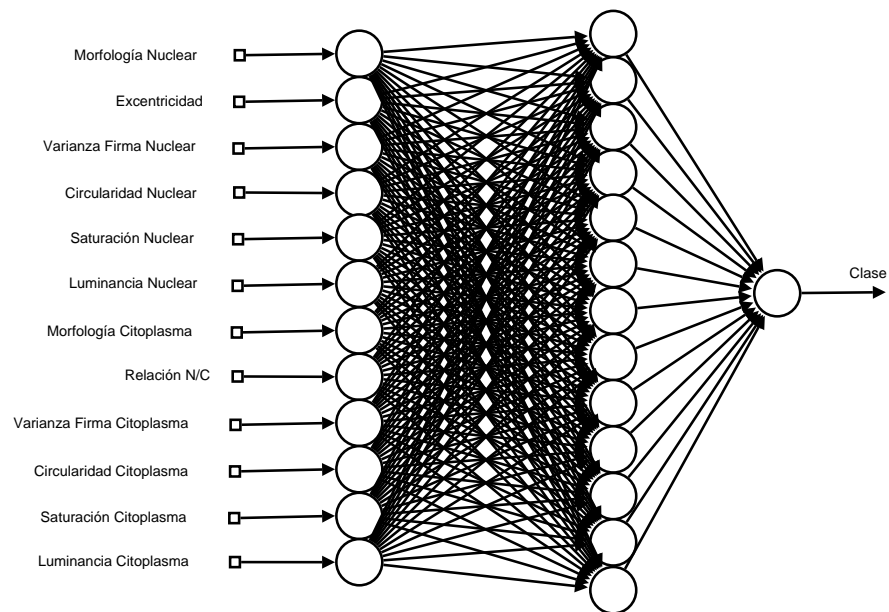 Morfología Nuclear
Excentricidad
Varianza Firma Nuclear
Circularidad Nuclear
Saturación Nuclear
Luminancia Nuclear
Morfología Citoplasma
Relación N/C
Varianza Firma Citoplasma
Circularidad Citoplasma
Saturación Citoplasma
Luminancia Citoplasma
Clase